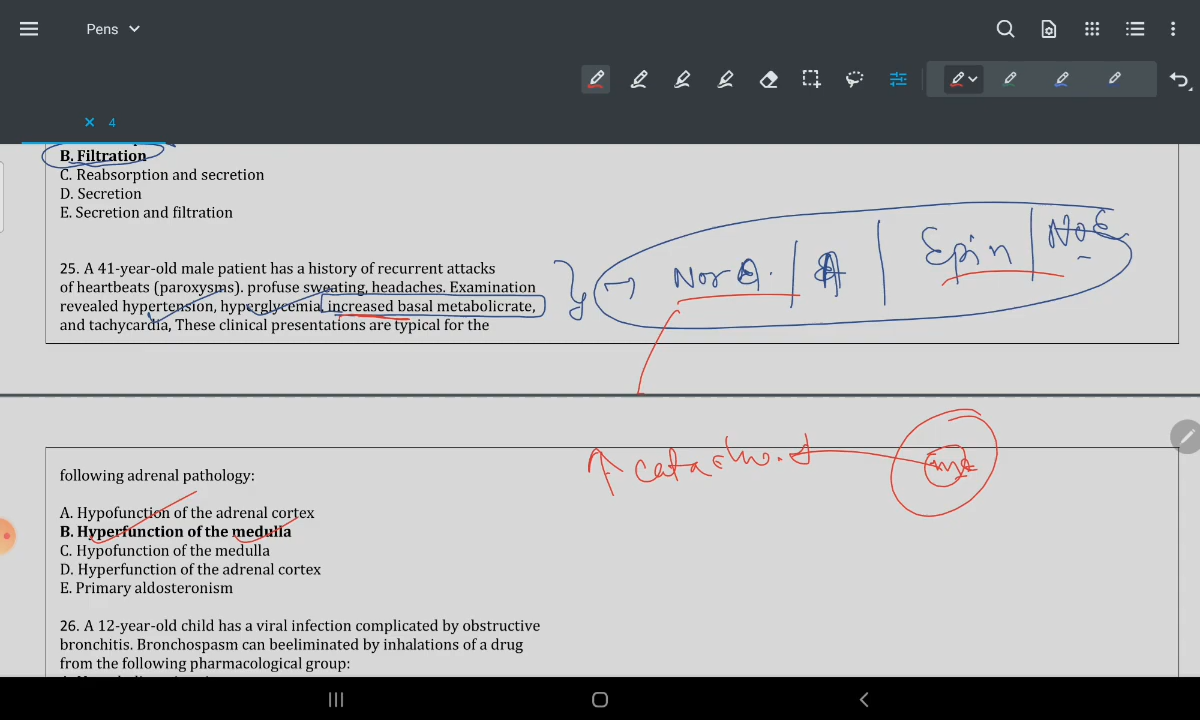 Pens
× 4
B. Filtration
C. Reabsorption and secretion
D. Secretion
E. Secretion and filtration
25. A 41-year-old male patient has a history of recurrent attacks
of heartbeats (paroxysms). profuse sweating, headaches. Examination
revealed hypertension, hyperglycemia, increased basal metabolicrate,
and tachycardia, These clinical presentations are typical for the
Epin
following adrenal pathology:
A. Hypofunction of the adrenal cortex
B. Hyperfunction of the medulla
C. Hypofunction of the medulla
D. Hyperfunction of the adrenal cortex
E. Primary aldosteronism
26. A 12-year-old child has a viral infection complicated by obstructive
bronchitis. Bronchospasm can beeliminated by inhalations of a drug
from the following pharmacological group: